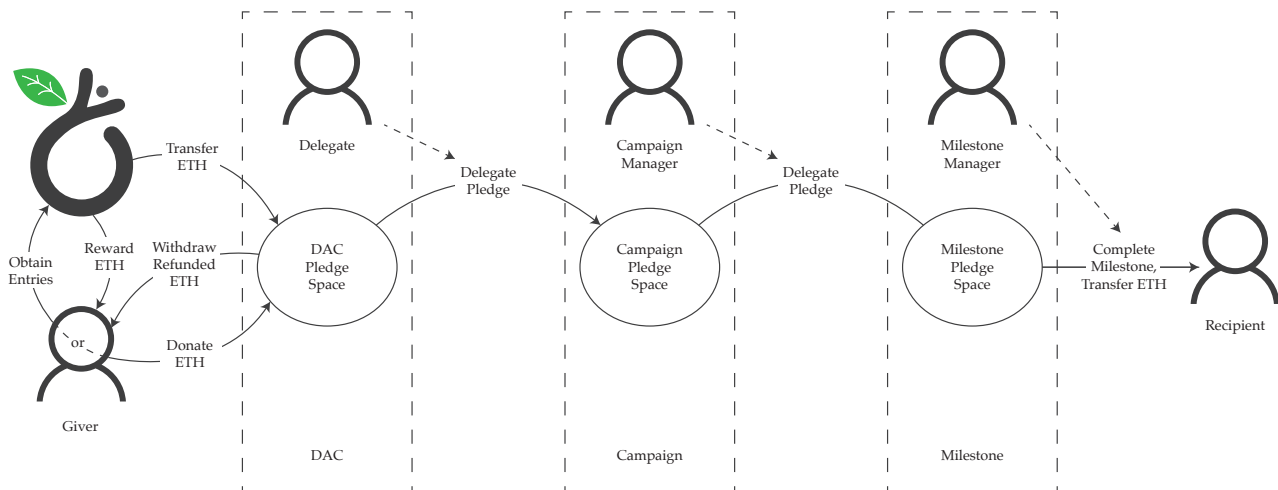 Transfer
ETH
Reward
ETH
Obtain
Entries
Withdraw
Refunded
ETH
or
Donate
ETH
Giver
Delegate
DAC
Pledge
Space
DAC
Delegate
Pledge
Campaign
Manager
Campaign
Pledge
Space
Campaign
Delegate
Pledge
Milestone
Manager
Milestone
Pledge
Space
Milestone
Complete
Milestone,
Transfer ETH
Recipient